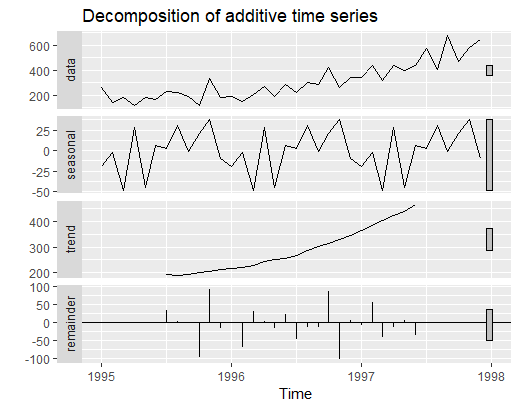 Decomposition of additive time series
data
600
400
200
seasonal
25
0
-25
-50
trend
400
300
200
remainder
100
50
0
-50
-100
1995 1996 1997 1998
Time